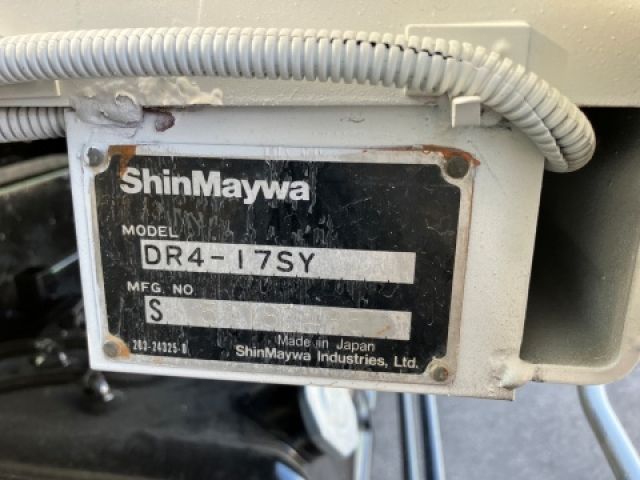 ShinMaywa
MODEL
DR4-17SY
MFG. NO
S
Made in Japan
ShinMaywa Industries, Ltd.